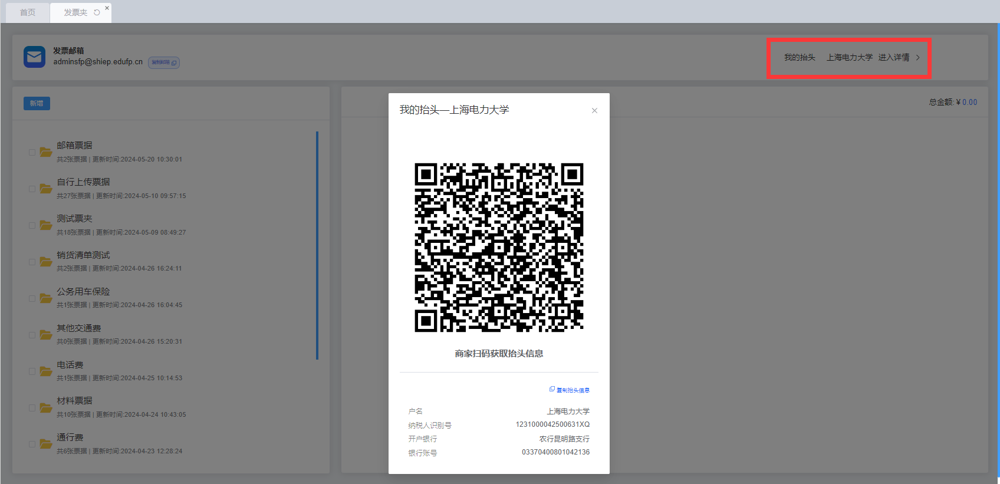 首页
发票夹
发票邮箱
adminsfp@shiep.edufp.cn 复制邮箱
我的抬头 上海电力大学 进入详情
新增
总金额:￥0.00
邮箱票据
共2张票据 | 更新时间:2024-05-20 10:30:01
自行上传票据
共27张票据 | 更新时间:2024-05-10 09:57:15
测试票夹
共18张票据 | 更新时间:2024-05-09 08:49:27
销货清单测试
共2张票据 | 更新时间:2024-04-26 16:24:11
公务用车保险
共1张票据 | 更新时间:2024-04-26 16:04:45
其他交通费
共0张票据 | 更新时间:2024-04-26 15:20:31
电话费
共1张票据 | 更新时间:2024-04-25 10:14:53
材料票据
共10张票据 | 更新时间:2024-04-24 10:43:05
通行费
共6张票据 | 更新时间:2024-04-23 12:28:24
我的抬头—上海电力大学
商家扫码获取抬头信息
复制抬头信息
户名 上海电力大学
纳税人识别号 1231000042500631XQ
开户银行 农行昆明路支行
银行账号 03370400801042136